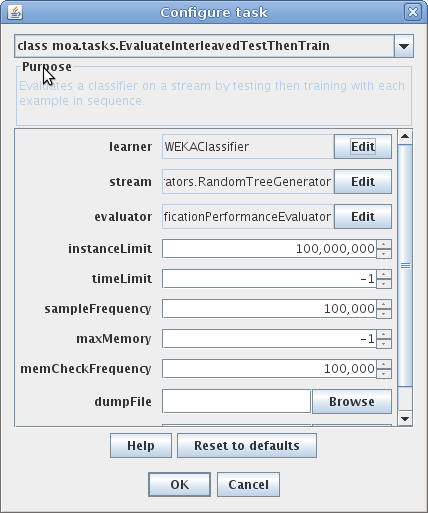 Configure task
class moa.tasks.EvaluateInterleavedTestThenTrain
Purpose
Evaluates a classifier on a stream by testing then training with each
example in sequence.
learner WEKAClassifier Edit
stream rators.RandomTreeGenerator Edit
evaluator ficationPerformanceEvaluator Edit
instanceLimit 100,000,000
timeLimit -1
sampleFrequency 100,000
maxMemory -1
memCheckFrequency 100,000
dumpFile Browse
Help Reset to defaults
OK Cancel